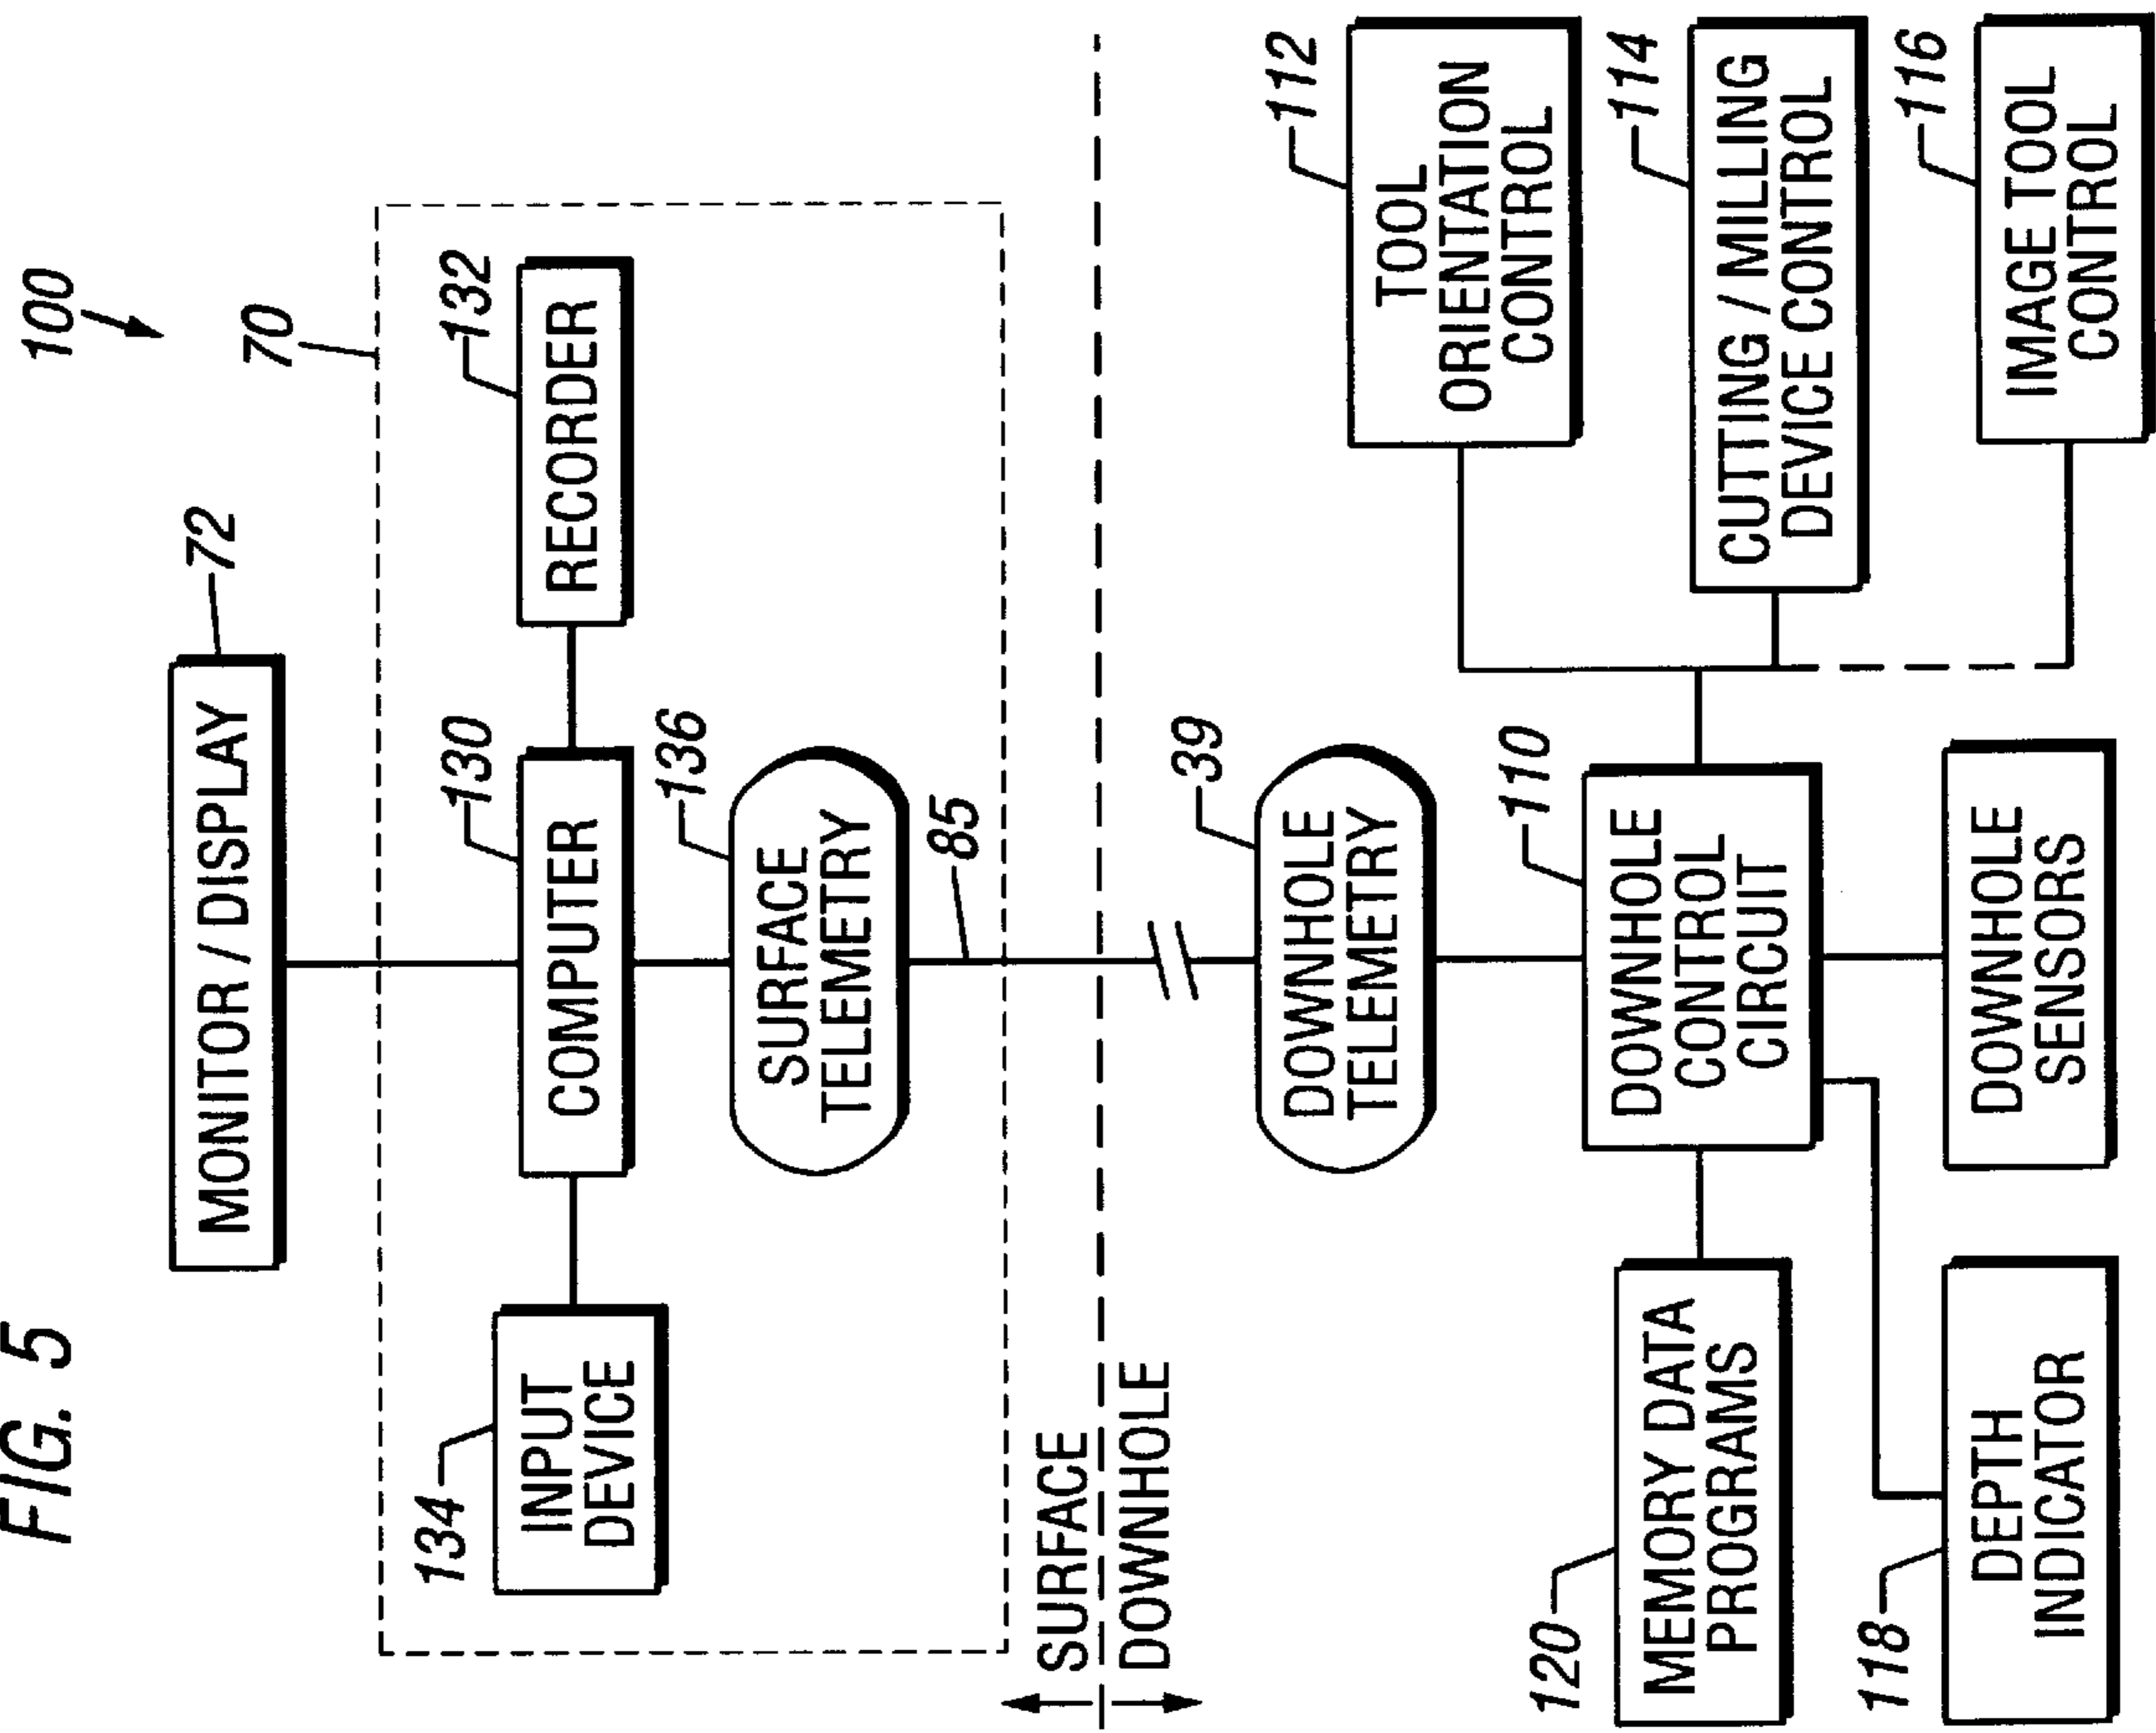 FIG. 5
100
MONITOR / DISPLAY
72
70
134
INPUT
DEVICE
130
COMPUTER
132
RECORDER
136
SURFACE
TELEMETRY
85
SURFACE
DOWNHOLE
39
DOWNHOLE
TELEMETRY
112
TOOL
ORIENTATION
CONTROL
120
MEMORY DATA
PROGRAMS
110
DOWNHOLE
CONTROL
CIRCUIT
114
CUTTING / MILLING
DEVICE CONTROL
118
DEPTH
INDICATOR
DOWNHOLE
SENSORS
116
IMAGE TOOL
CONTROL